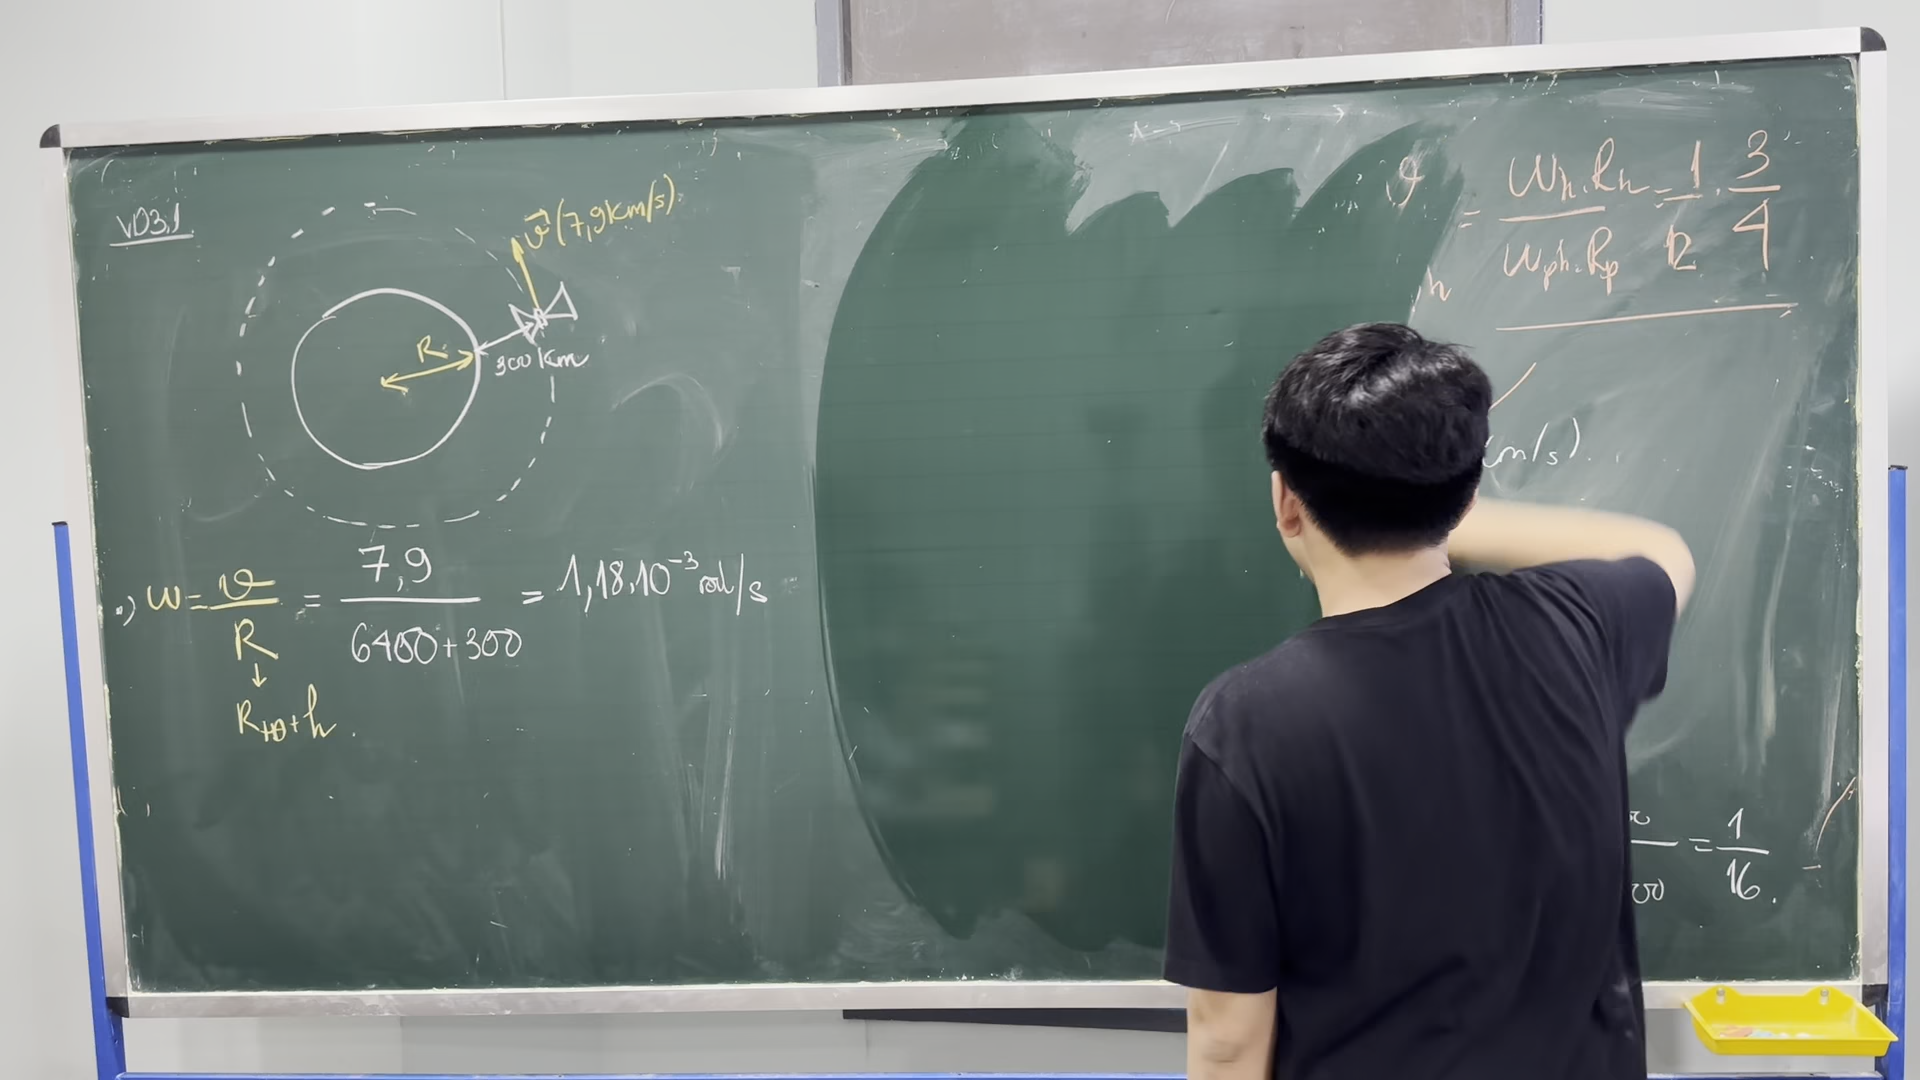 VD3.1
v⃗ (7,9km/s)
R
300 km
•, ω = v/R = 7,9/(6400+300) = 1,18.10⁻³ rad/s
↓
R_TĐ + h.
= ωh.Rh/ωph.Rp = 1/12 . 3/4
h
m/s).
= 1/16.